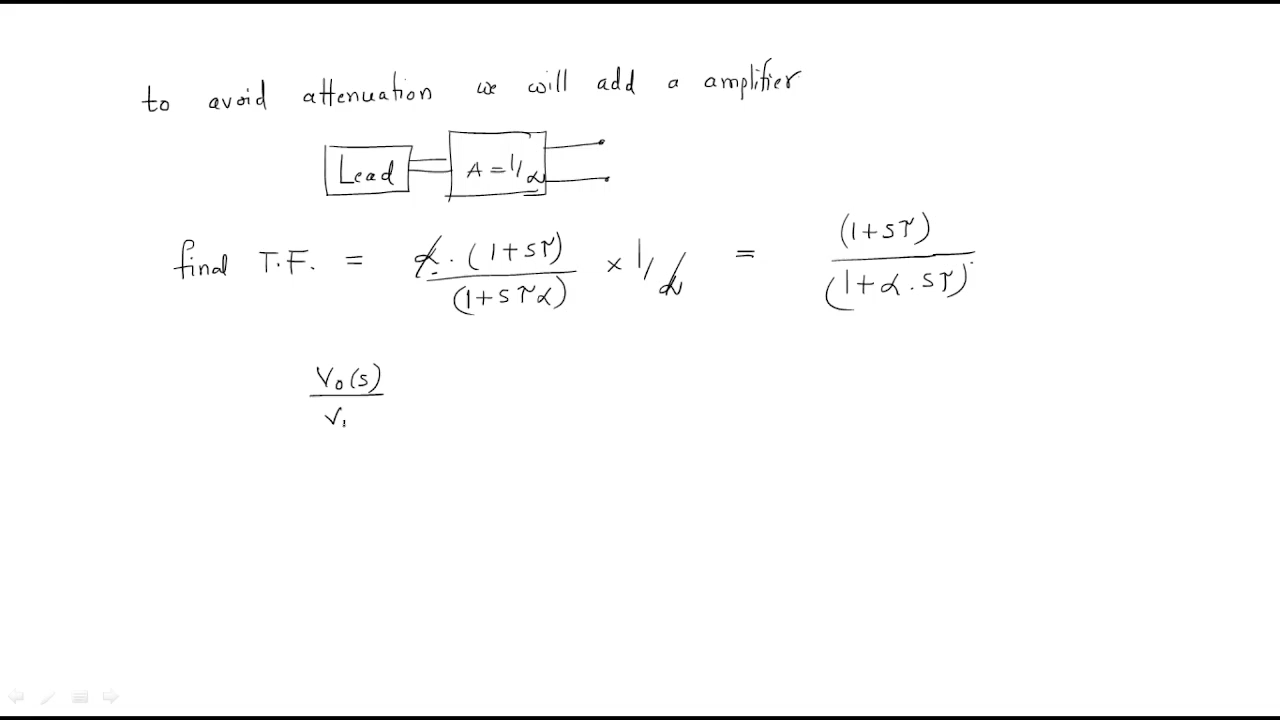 to avoid attenuation we will add a amplifier
Lead A = 1/α
final T.F. = α . (1+sτ) / (1+sτα) × 1/α = (1+sτ) / (1+α.sτ)
V₀(s)
Vᵢ